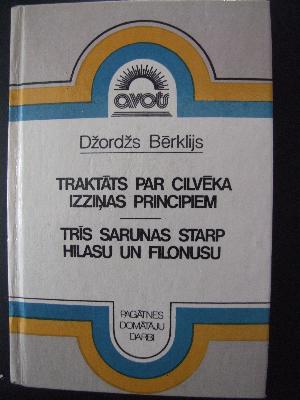 avots
Džordžs Bērklijs
TRAKTĀTS PAR CILVĒKA
IZZIŅAS PRINCIPIEM
TRĪS SARUNAS STARP
HILASU UN FILONUSU
PAGĀTNES
DOMĀTĀJU
DARBI